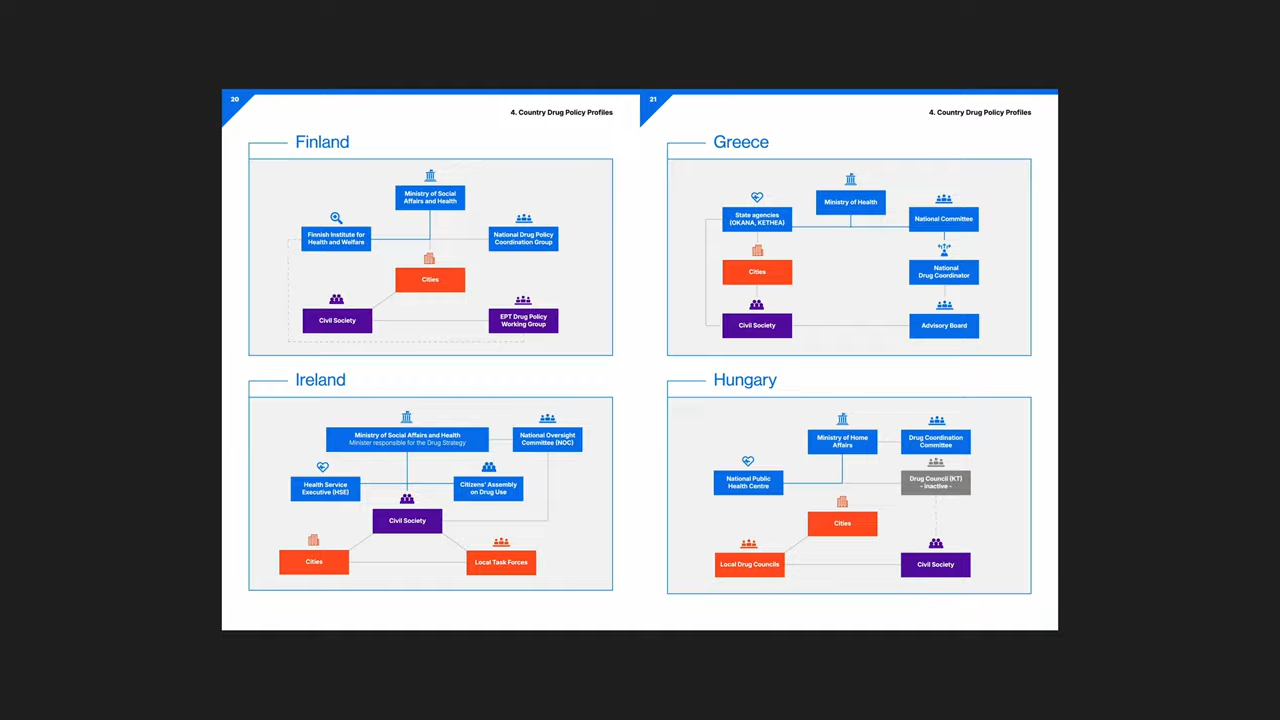 20
4. Country Drug Policy Profiles
Finland
Ministry of Social
Affairs and Health
Finnish Institute for
Health and Welfare
National Drug Policy
Coordination Group
Cities
Civil Society
EPT Drug Policy
Working Group
Ireland
Ministry of Social Affairs and Health
Minister responsible for the Drug Strategy
National Oversight
Committee (NOC)
Health Service
Executive (HSE)
Citizens' Assembly
on Drug Use
Civil Society
Cities
Local Task Forces
21
4. Country Drug Policy Profiles
Greece
Ministry of Health
State agencies
(OKANA, KETHEA)
National Committee
Cities
National
Drug Coordinator
Civil Society
Advisory Board
Hungary
Ministry of Home
Affairs
Drug Coordination
Committee
National Public
Health Centre
Drug Council (KT)
- inactive -
Cities
Local Drug Councils
Civil Society